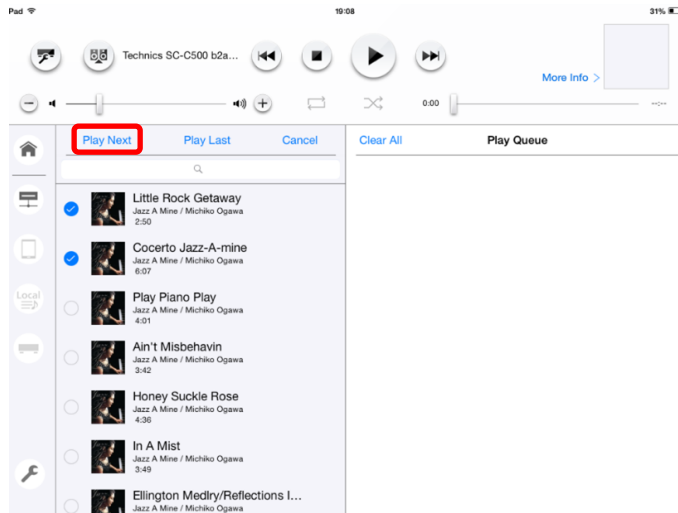 Pad 19:08 31%
Technics SC-C500 b2a...
More Info >
0:00 --:--
Play Next Play Last Cancel Clear All Play Queue
Little Rock Getaway
Jazz A Mine / Michiko Ogawa
2:50
Cocerto Jazz-A-mine
Jazz A Mine / Michiko Ogawa
6:07
Local
Play Piano Play
Jazz A Mine / Michiko Ogawa
4:01
Ain't Misbehavin
Jazz A Mine / Michiko Ogawa
3:42
Honey Suckle Rose
Jazz A Mine / Michiko Ogawa
4:36
In A Mist
Jazz A Mine / Michiko Ogawa
3:49
Ellington Medlry/Reflections I...
Jazz A Mine / Michiko Ogawa